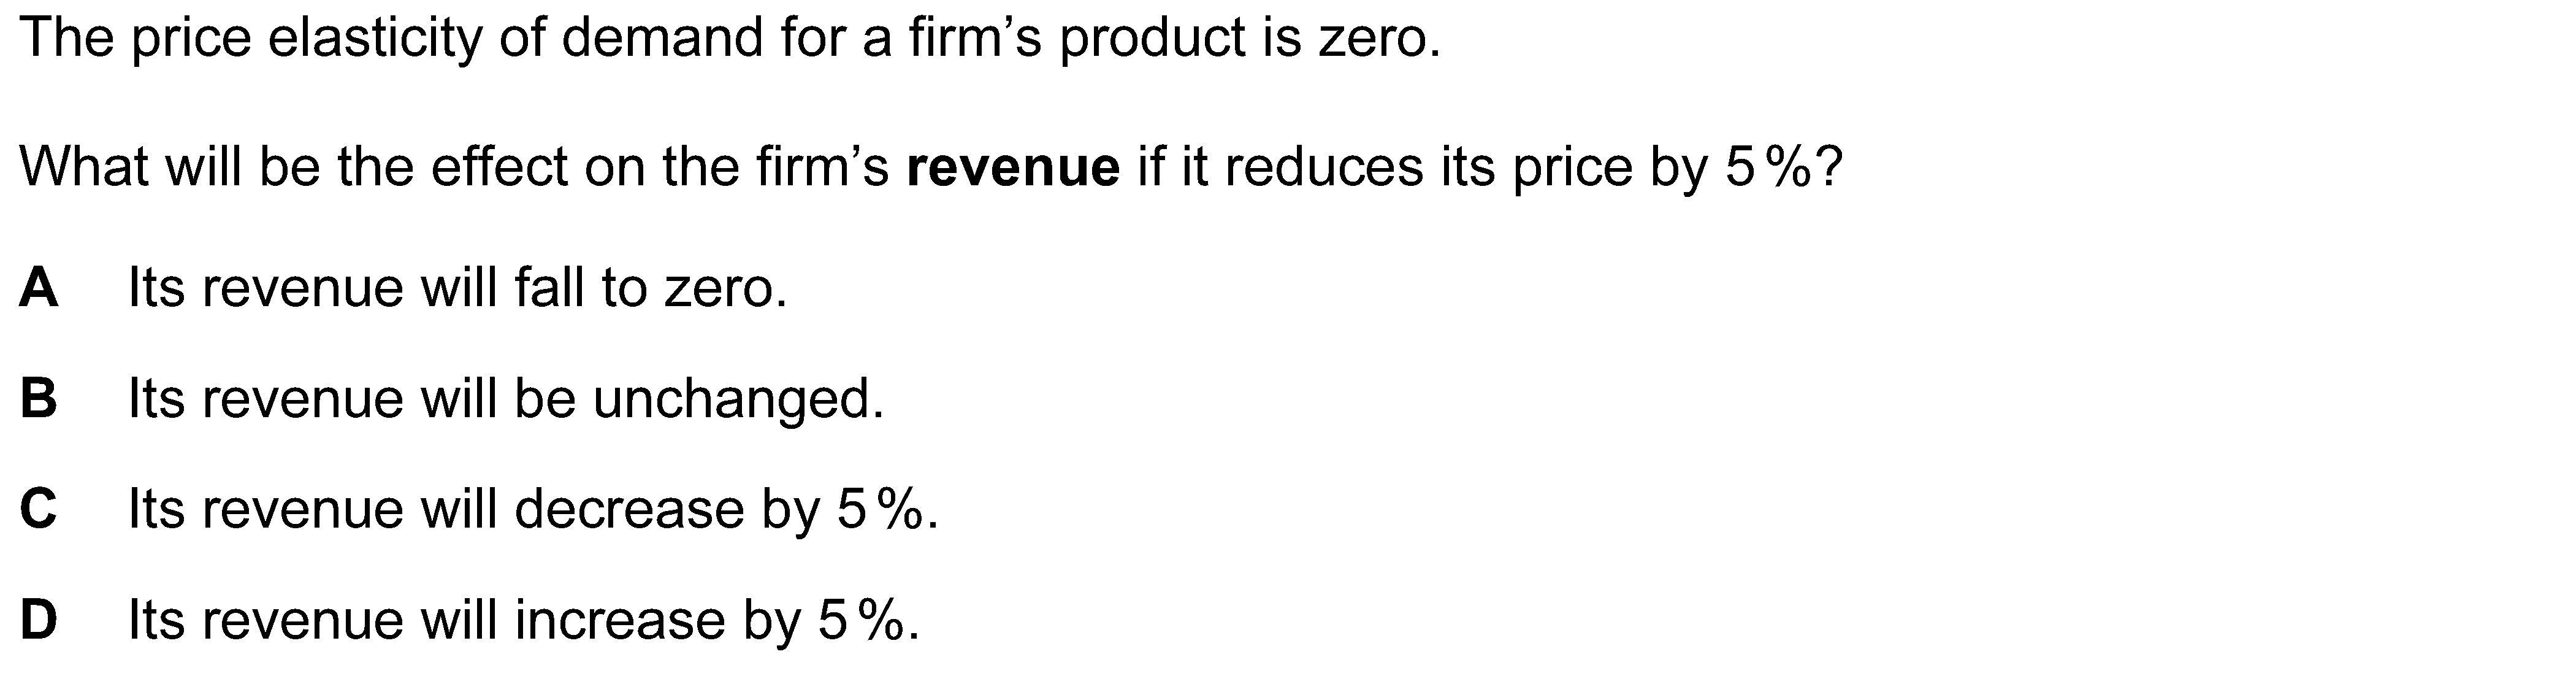 The price elasticity of demand for a firm’s product is zero.
What will be the effect on the firm’s revenue if it reduces its price by 5%?
A Its revenue will fall to zero.
B Its revenue will be unchanged.
C Its revenue will decrease by 5%.
D Its revenue will increase by 5%.